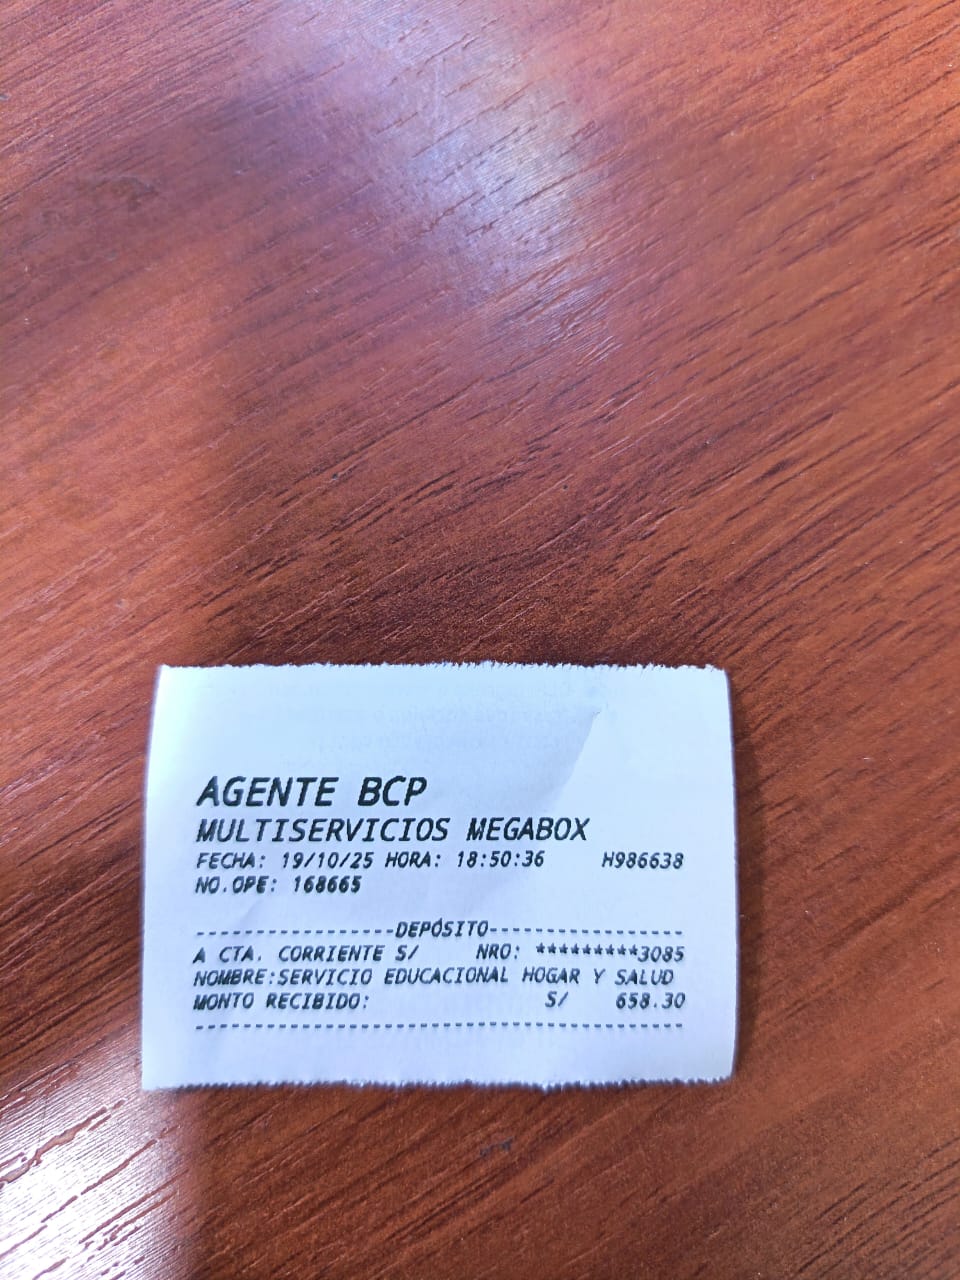 AGENTE BCP
MULTISERVICIOS MEGABOX
FECHA: 19/10/25 HORA: 18:50:36 H986638
NO.OPE: 168665
------------------DEPÓSITO------------------
A CTA. CORRIENTE S/ NRO: *********3085
NOMBRE:SERVICIO EDUCACIONAL HOGAR Y SALUD
MONTO RECIBIDO: S/ 658.30
--------------------------------------------